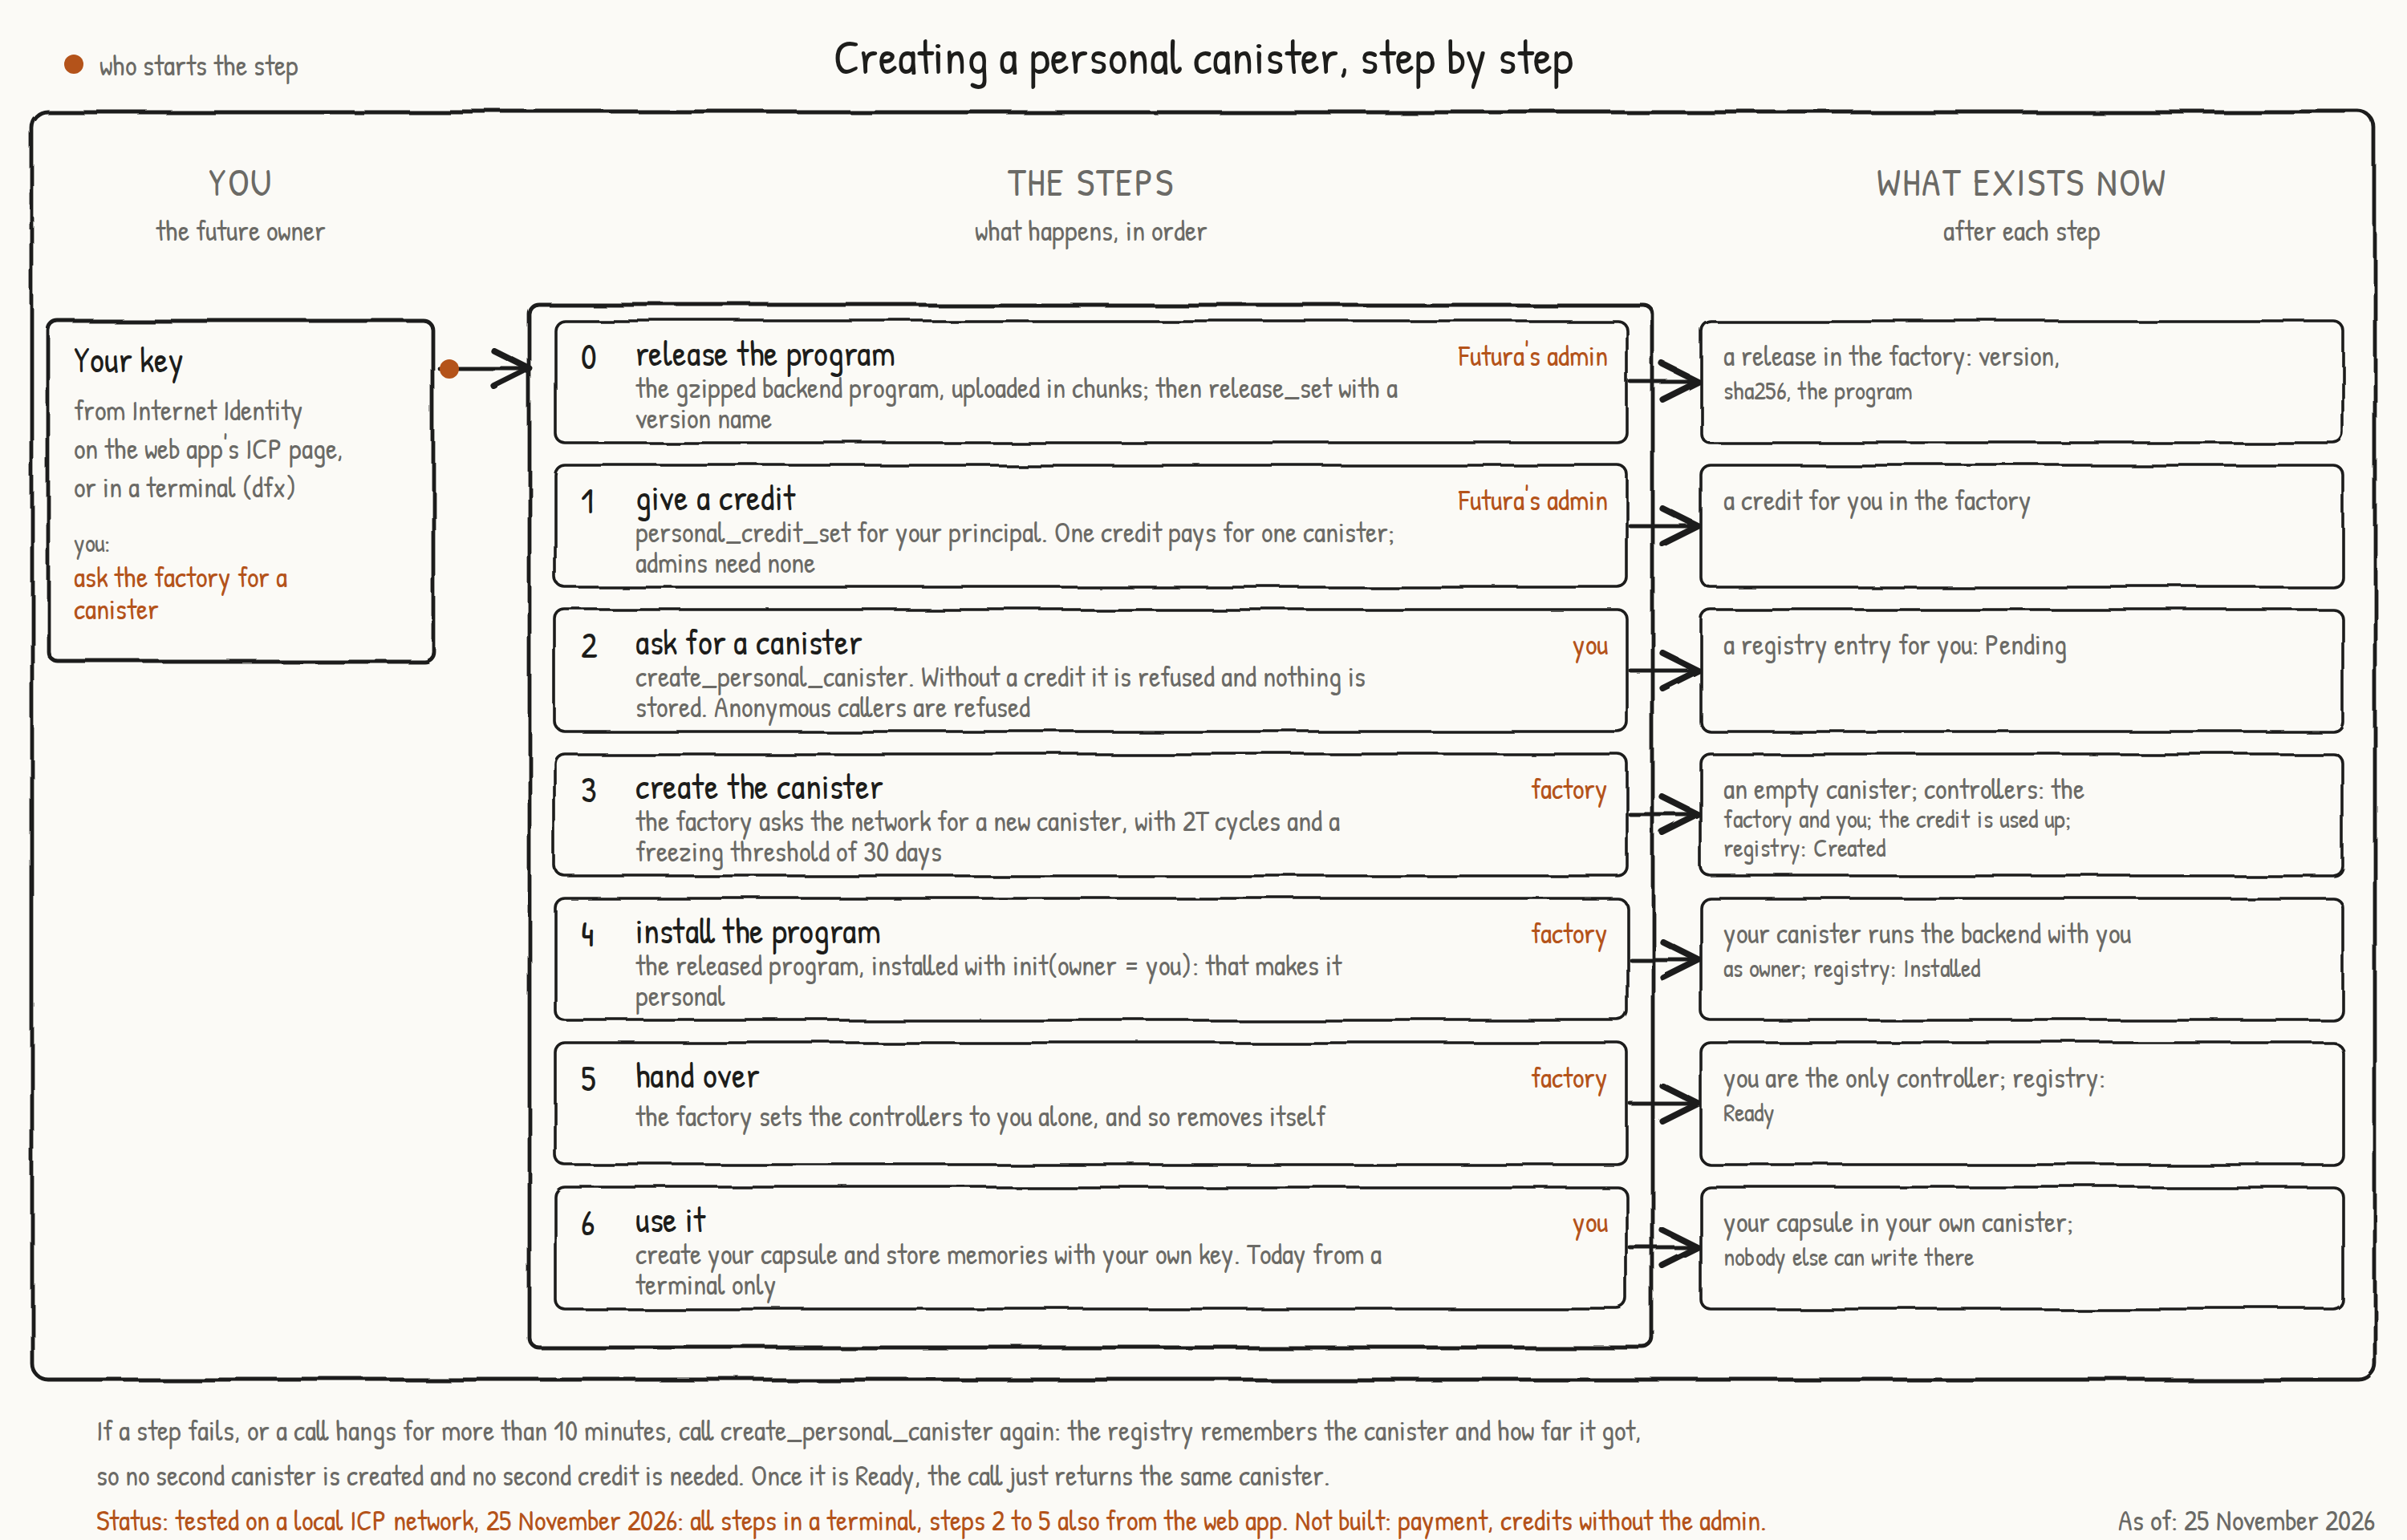 who starts the step
Creating a personal canister, step by step
YOU
the future owner
THE STEPS
what happens, in order
WHAT EXISTS NOW
after each step
Your key
from Internet Identity
on the web app's ICP page,
or in a terminal (dfx)
you:
ask the factory for a
canister
0
release the program
Futura's admin
the gzipped backend program, uploaded in chunks; then release_set with a
version name
a release in the factory: version,
sha256, the program
1
give a credit
Futura's admin
personal_credit_set for your principal. One credit pays for one canister;
admins need none
a credit for you in the factory
2
ask for a canister
you
create_personal_canister. Without a credit it is refused and nothing is
stored. Anonymous callers are refused
a registry entry for you: Pending
3
create the canister
factory
the factory asks the network for a new canister, with 2T cycles and a
freezing threshold of 30 days
an empty canister; controllers: the
factory and you; the credit is used up;
registry: Created
4
install the program
factory
the released program, installed with init(owner = you): that makes it
personal
your canister runs the backend with you
as owner; registry: Installed
5
hand over
factory
the factory sets the controllers to you alone, and so removes itself
you are the only controller; registry:
Ready
6
use it
you
create your capsule and store memories with your own key. Today from a
terminal only
your capsule in your own canister;
nobody else can write there
If a step fails, or a call hangs for more than 10 minutes, call create_personal_canister again: the registry remembers the canister and how far it got,
so no second canister is created and no second credit is needed. Once it is Ready, the call just returns the same canister.
Status: tested on a local ICP network, 25 November 2026: all steps in a terminal, steps 2 to 5 also from the web app. Not built: payment, credits without the admin.
As of: 25 November 2026